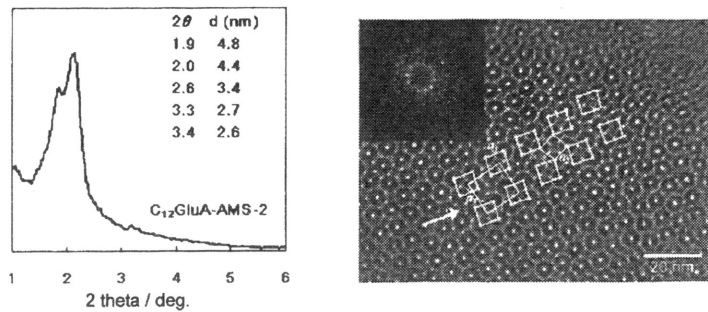 2θ d (nm)
1.9 4.8
2.0 4.4
2.6 3.4
3.3 2.7
3.4 2.6
C₁₂GluA-AMS-2
1 2 3 4 5 6
2 theta / deg.
20 nm